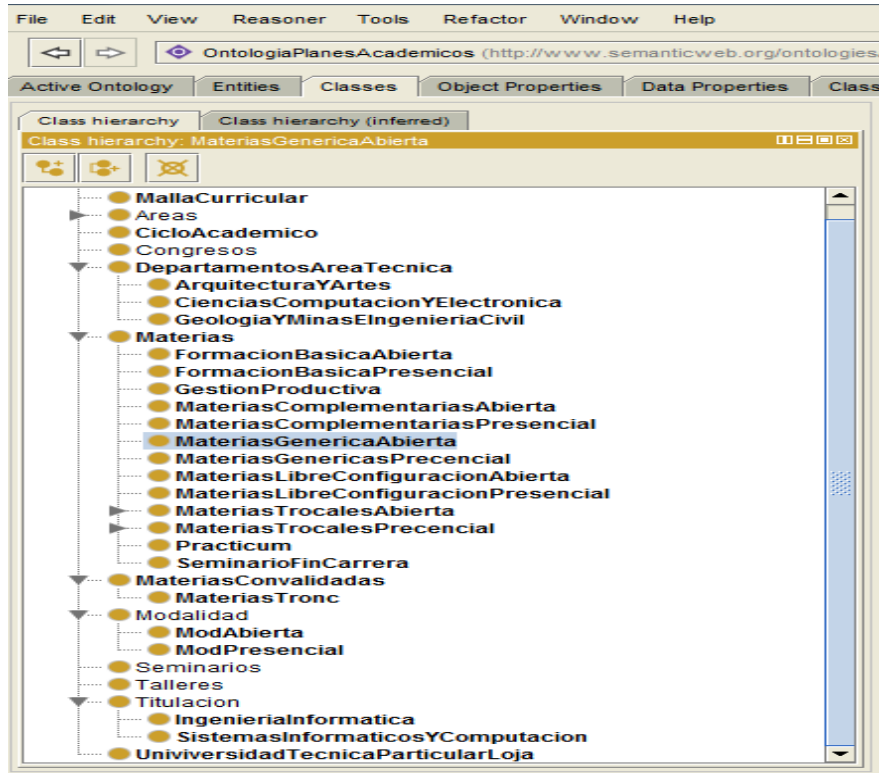 File Edit View Reasoner Tools Refactor Window Help
OntologiaPlanesAcademicos (http://www.semanticweb.org/ontologies
Active Ontology Entities Classes Object Properties Data Properties Class
Class hierarchy Class hierarchy (inferred)
Class hierarchy: MateriasGenericaAbierta
MallaCurricular
Areas
CicloAcademico
Congresos
DepartamentosAreaTecnica
ArquitecturaYArtes
CienciasComputacionYElectronica
GeologiaYMinasEIngenieriaCivil
Materias
FormacionBasicaAbierta
FormacionBasicaPresencial
GestionProductiva
MateriasComplementariasAbierta
MateriasComplementariasPresencial
MateriasGenericaAbierta
MateriasGenericasPrecencial
MateriasLibreConfiguracionAbierta
MateriasLibreConfiguracionPresencial
MateriasTrocalesAbierta
MateriasTrocalesPrecencial
Practicum
SeminarioFinCarrera
MateriasConvalidadas
MateriasTronc
Modalidad
ModAbierta
ModPresencial
Seminarios
Talleres
Titulacion
IngenieriaInformatica
SistemasInformaticosYComputacion
UniviversidadTecnicaParticularLoja